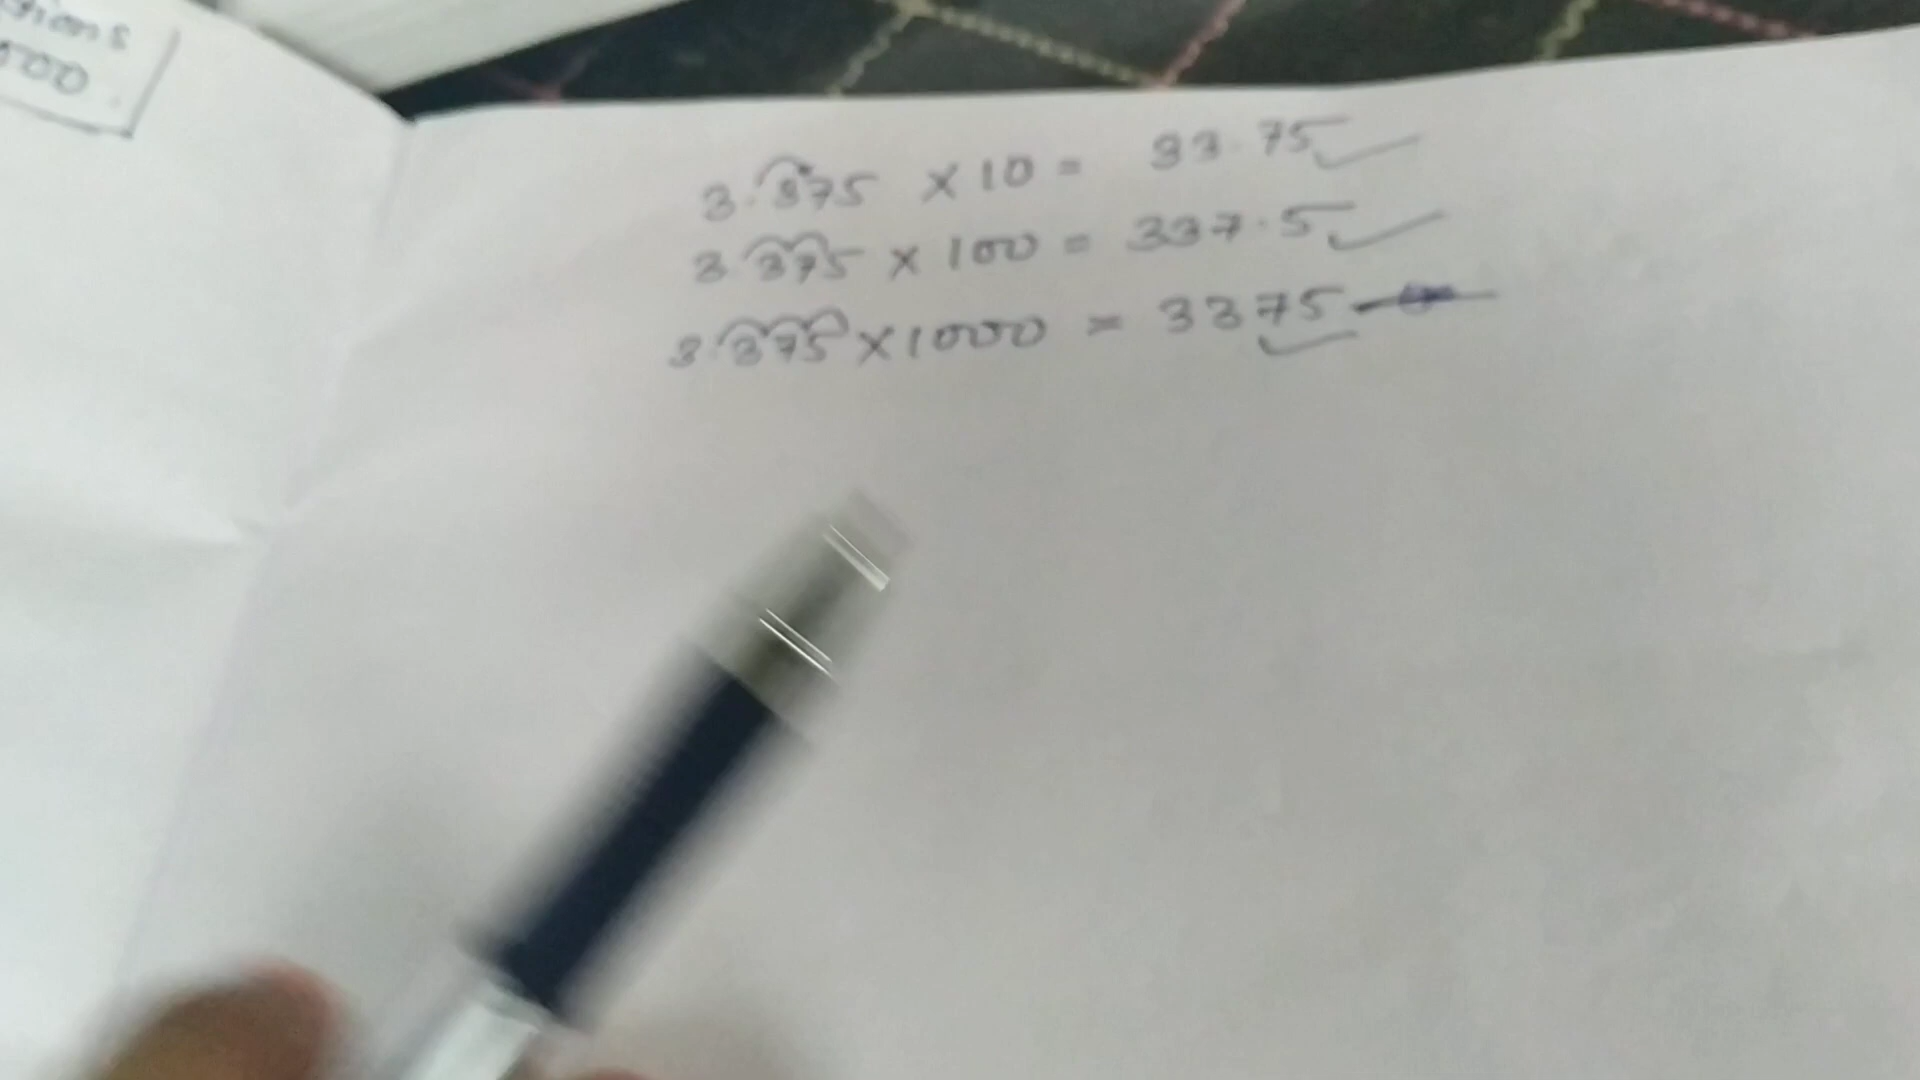 3.375 × 10 = 33.75
3.375 × 100 = 337.5
3.375 × 1000 = 3375